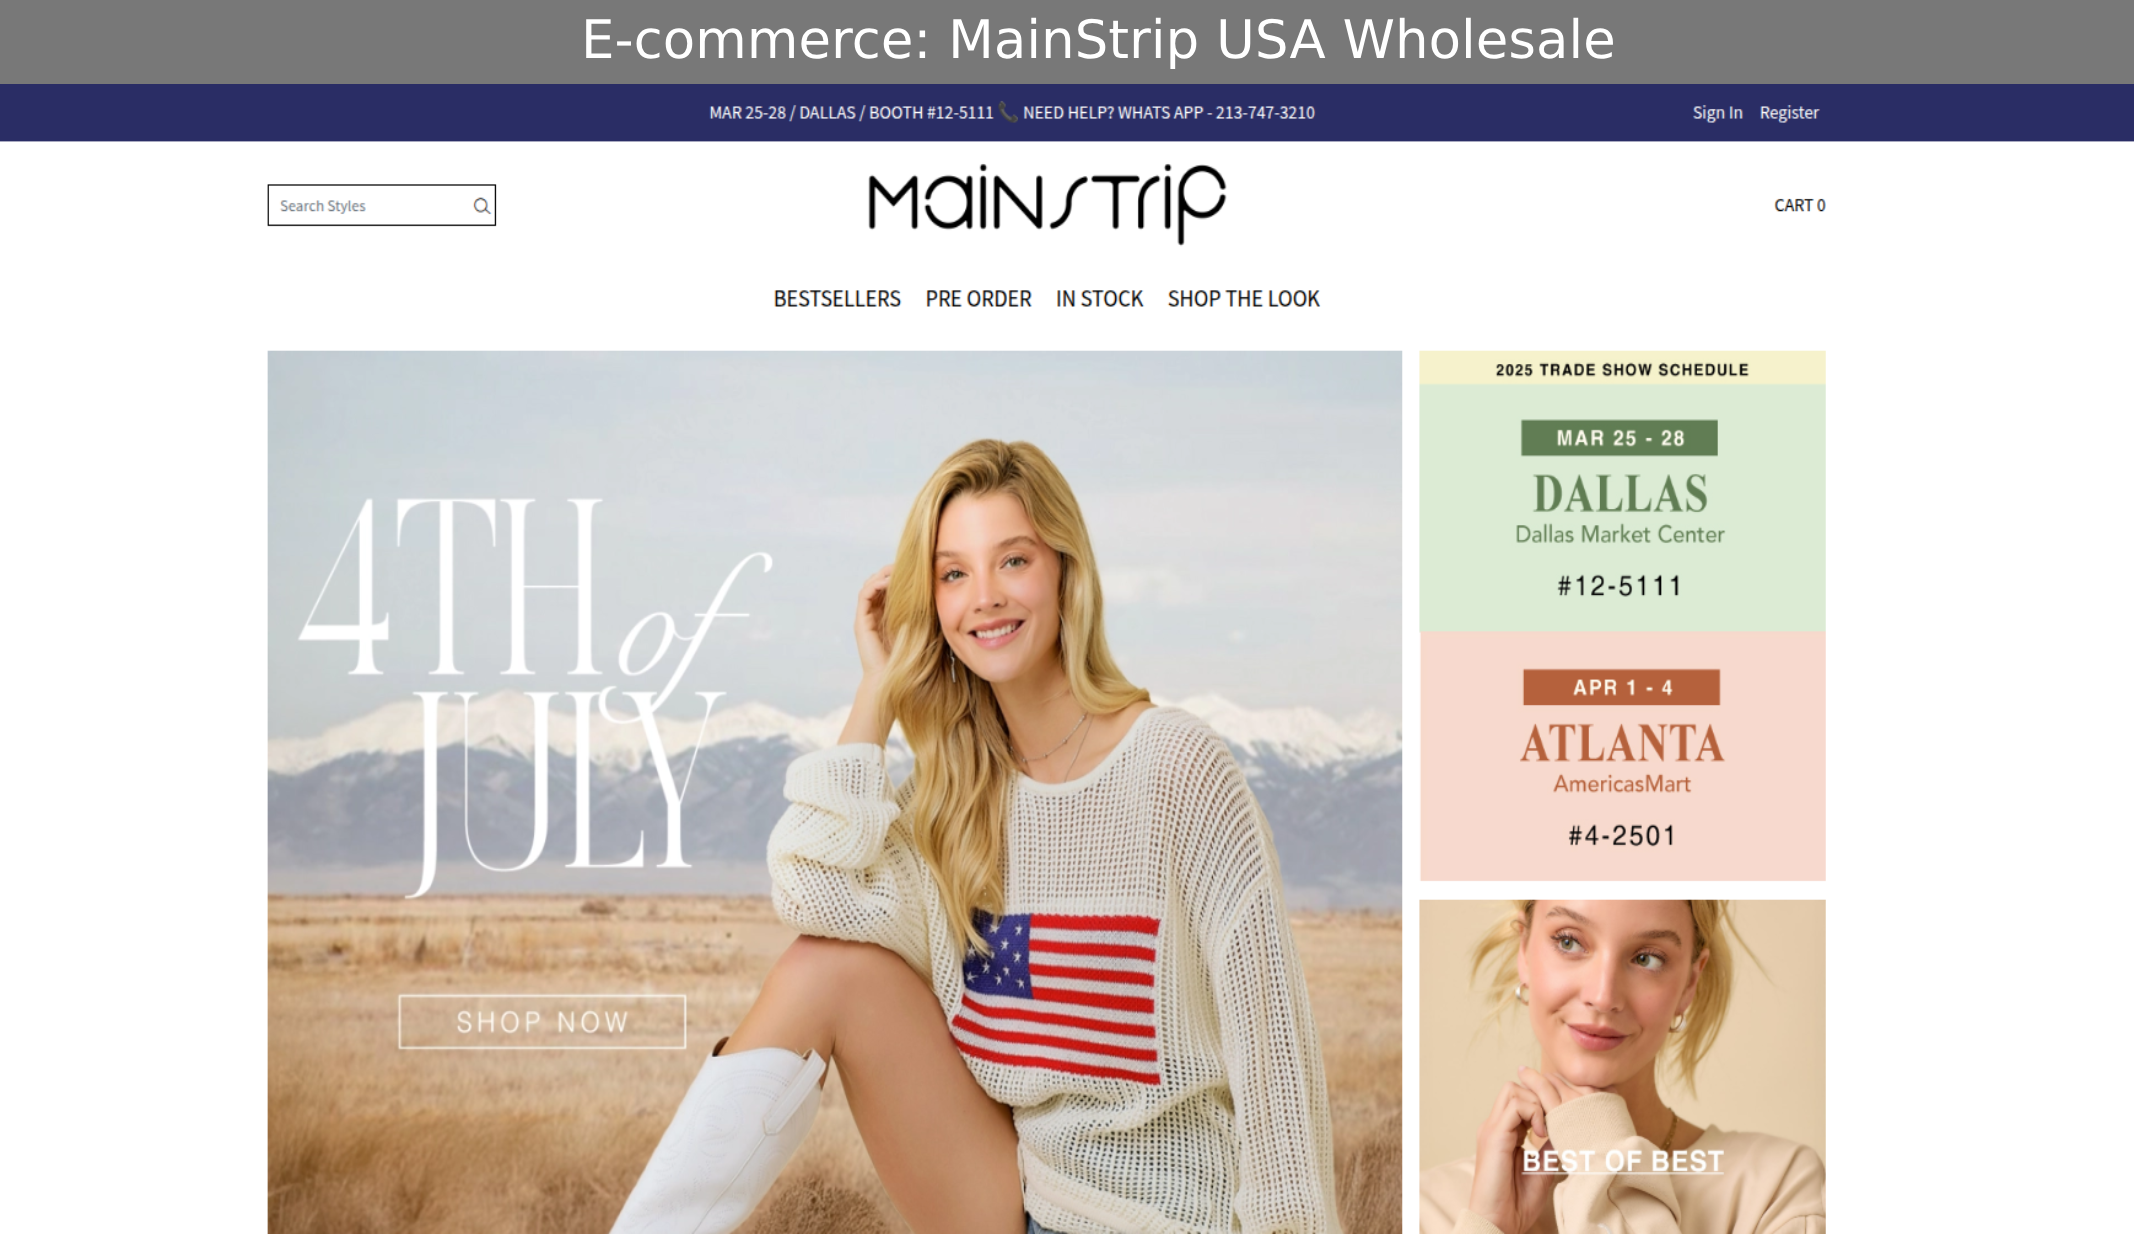 E-commerce: MainStrip USA Wholesale
MAR 25-28 / DALLAS / BOOTH #12-5111 📞 NEED HELP? WHATS APP - 213-747-3210
Sign In Register
Search Styles
MaiNSTrip
CART 0
BESTSELLERS PRE ORDER IN STOCK SHOP THE LOOK
4TH of
JULY
SHOP NOW
2025 TRADE SHOW SCHEDULE
MAR 25 - 28
DALLAS
Dallas Market Center
#12-5111
APR 1 - 4
ATLANTA
AmericasMart
#4-2501
BEST OF BEST